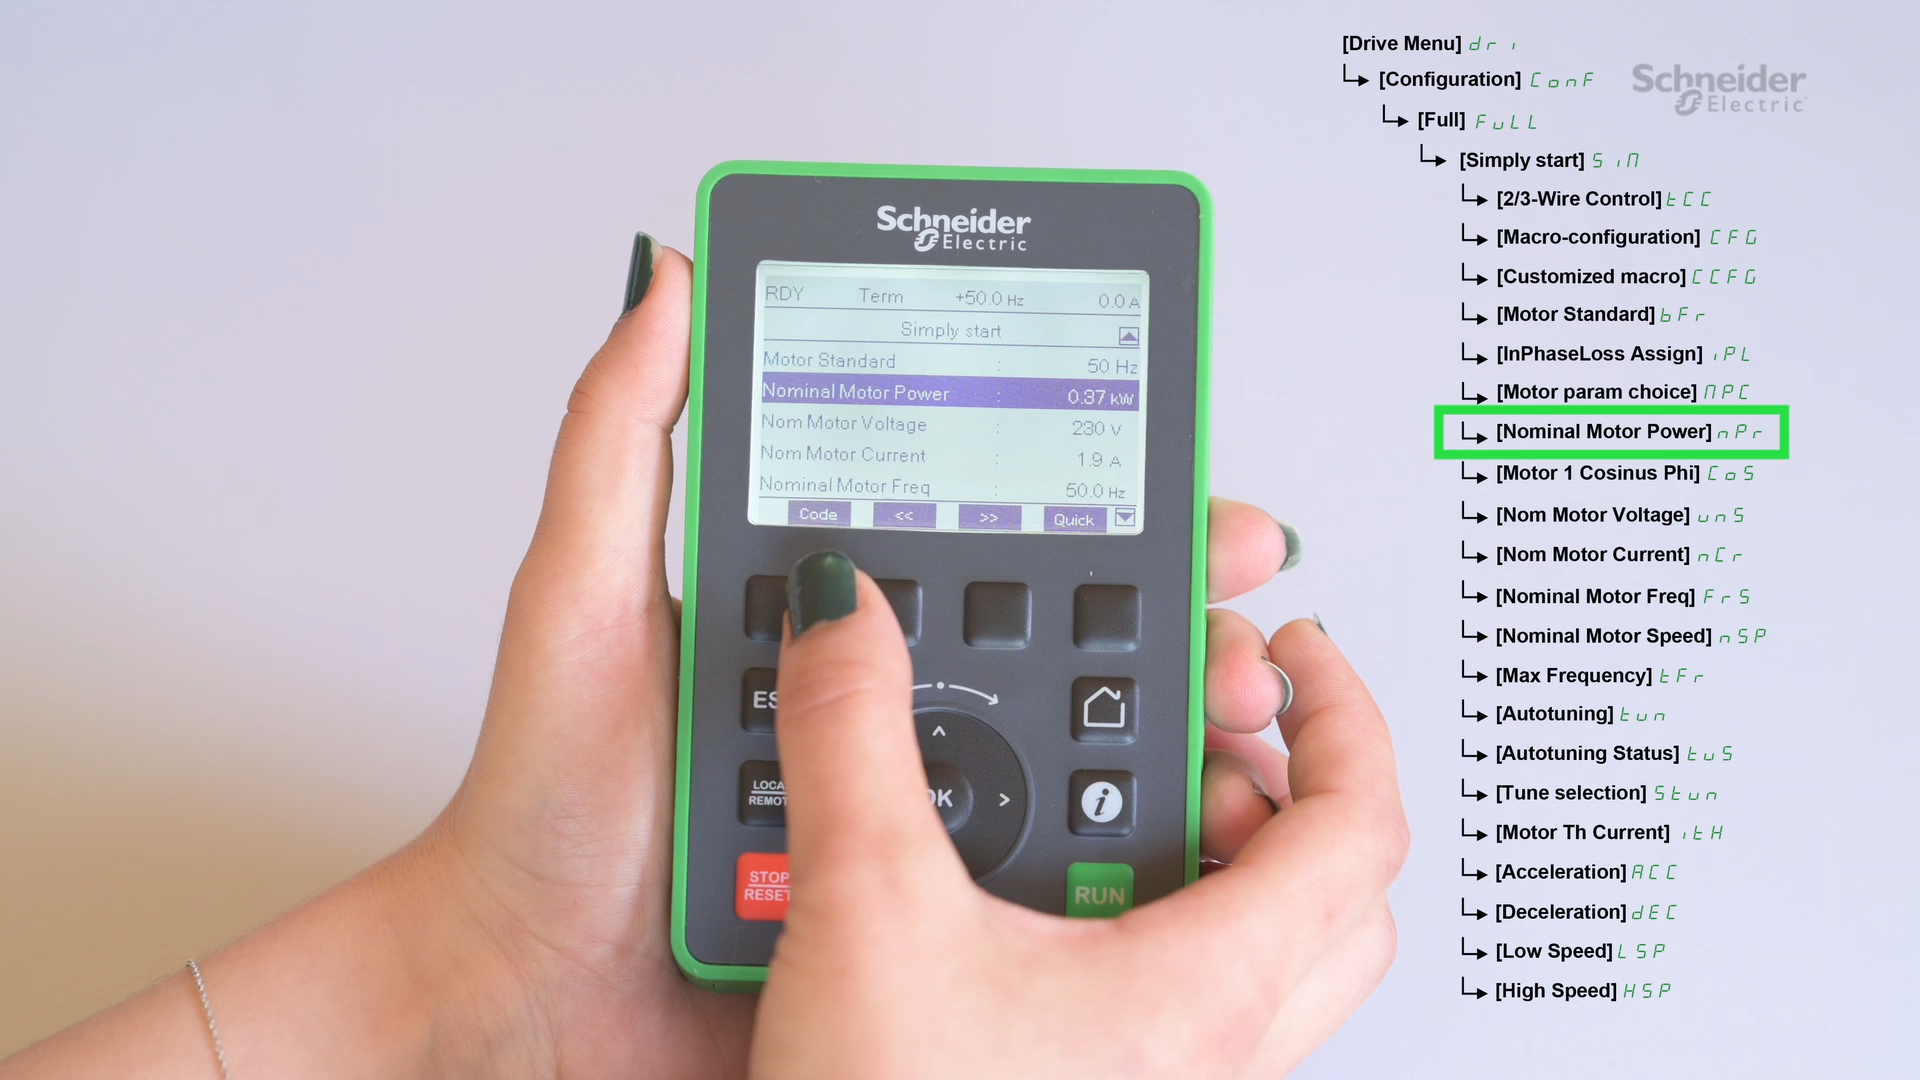 Schneider
Electric
RDY Term +50.0 Hz 0.0 A
Simply start
Motor Standard : 50 Hz
Nominal Motor Power : 0.37 kW
Nom Motor Voltage : 230 V
Nom Motor Current : 1.9 A
Nominal Motor Freq : 50.0 Hz
Code << >> Quick
ES
LOCA
REMOT
OK
STOP
RESET
RUN
[Drive Menu] dri
[Configuration] ConF
Schneider
Electric
[Full] FuLL
[Simply start] SiM
[2/3-Wire Control] tCC
[Macro-configuration] CFG
[Customized macro] CCFG
[Motor Standard] bFr
[InPhaseLoss Assign] iPL
[Motor param choice] MPC
[Nominal Motor Power] nPr
[Motor 1 Cosinus Phi] CoS
[Nom Motor Voltage] unS
[Nom Motor Current] nCr
[Nominal Motor Freq] FrS
[Nominal Motor Speed] nSP
[Max Frequency] tFr
[Autotuning] tun
[Autotuning Status] tuS
[Tune selection] Stun
[Motor Th Current] itH
[Acceleration] ACC
[Deceleration] dEC
[Low Speed] LSP
[High Speed] HSP